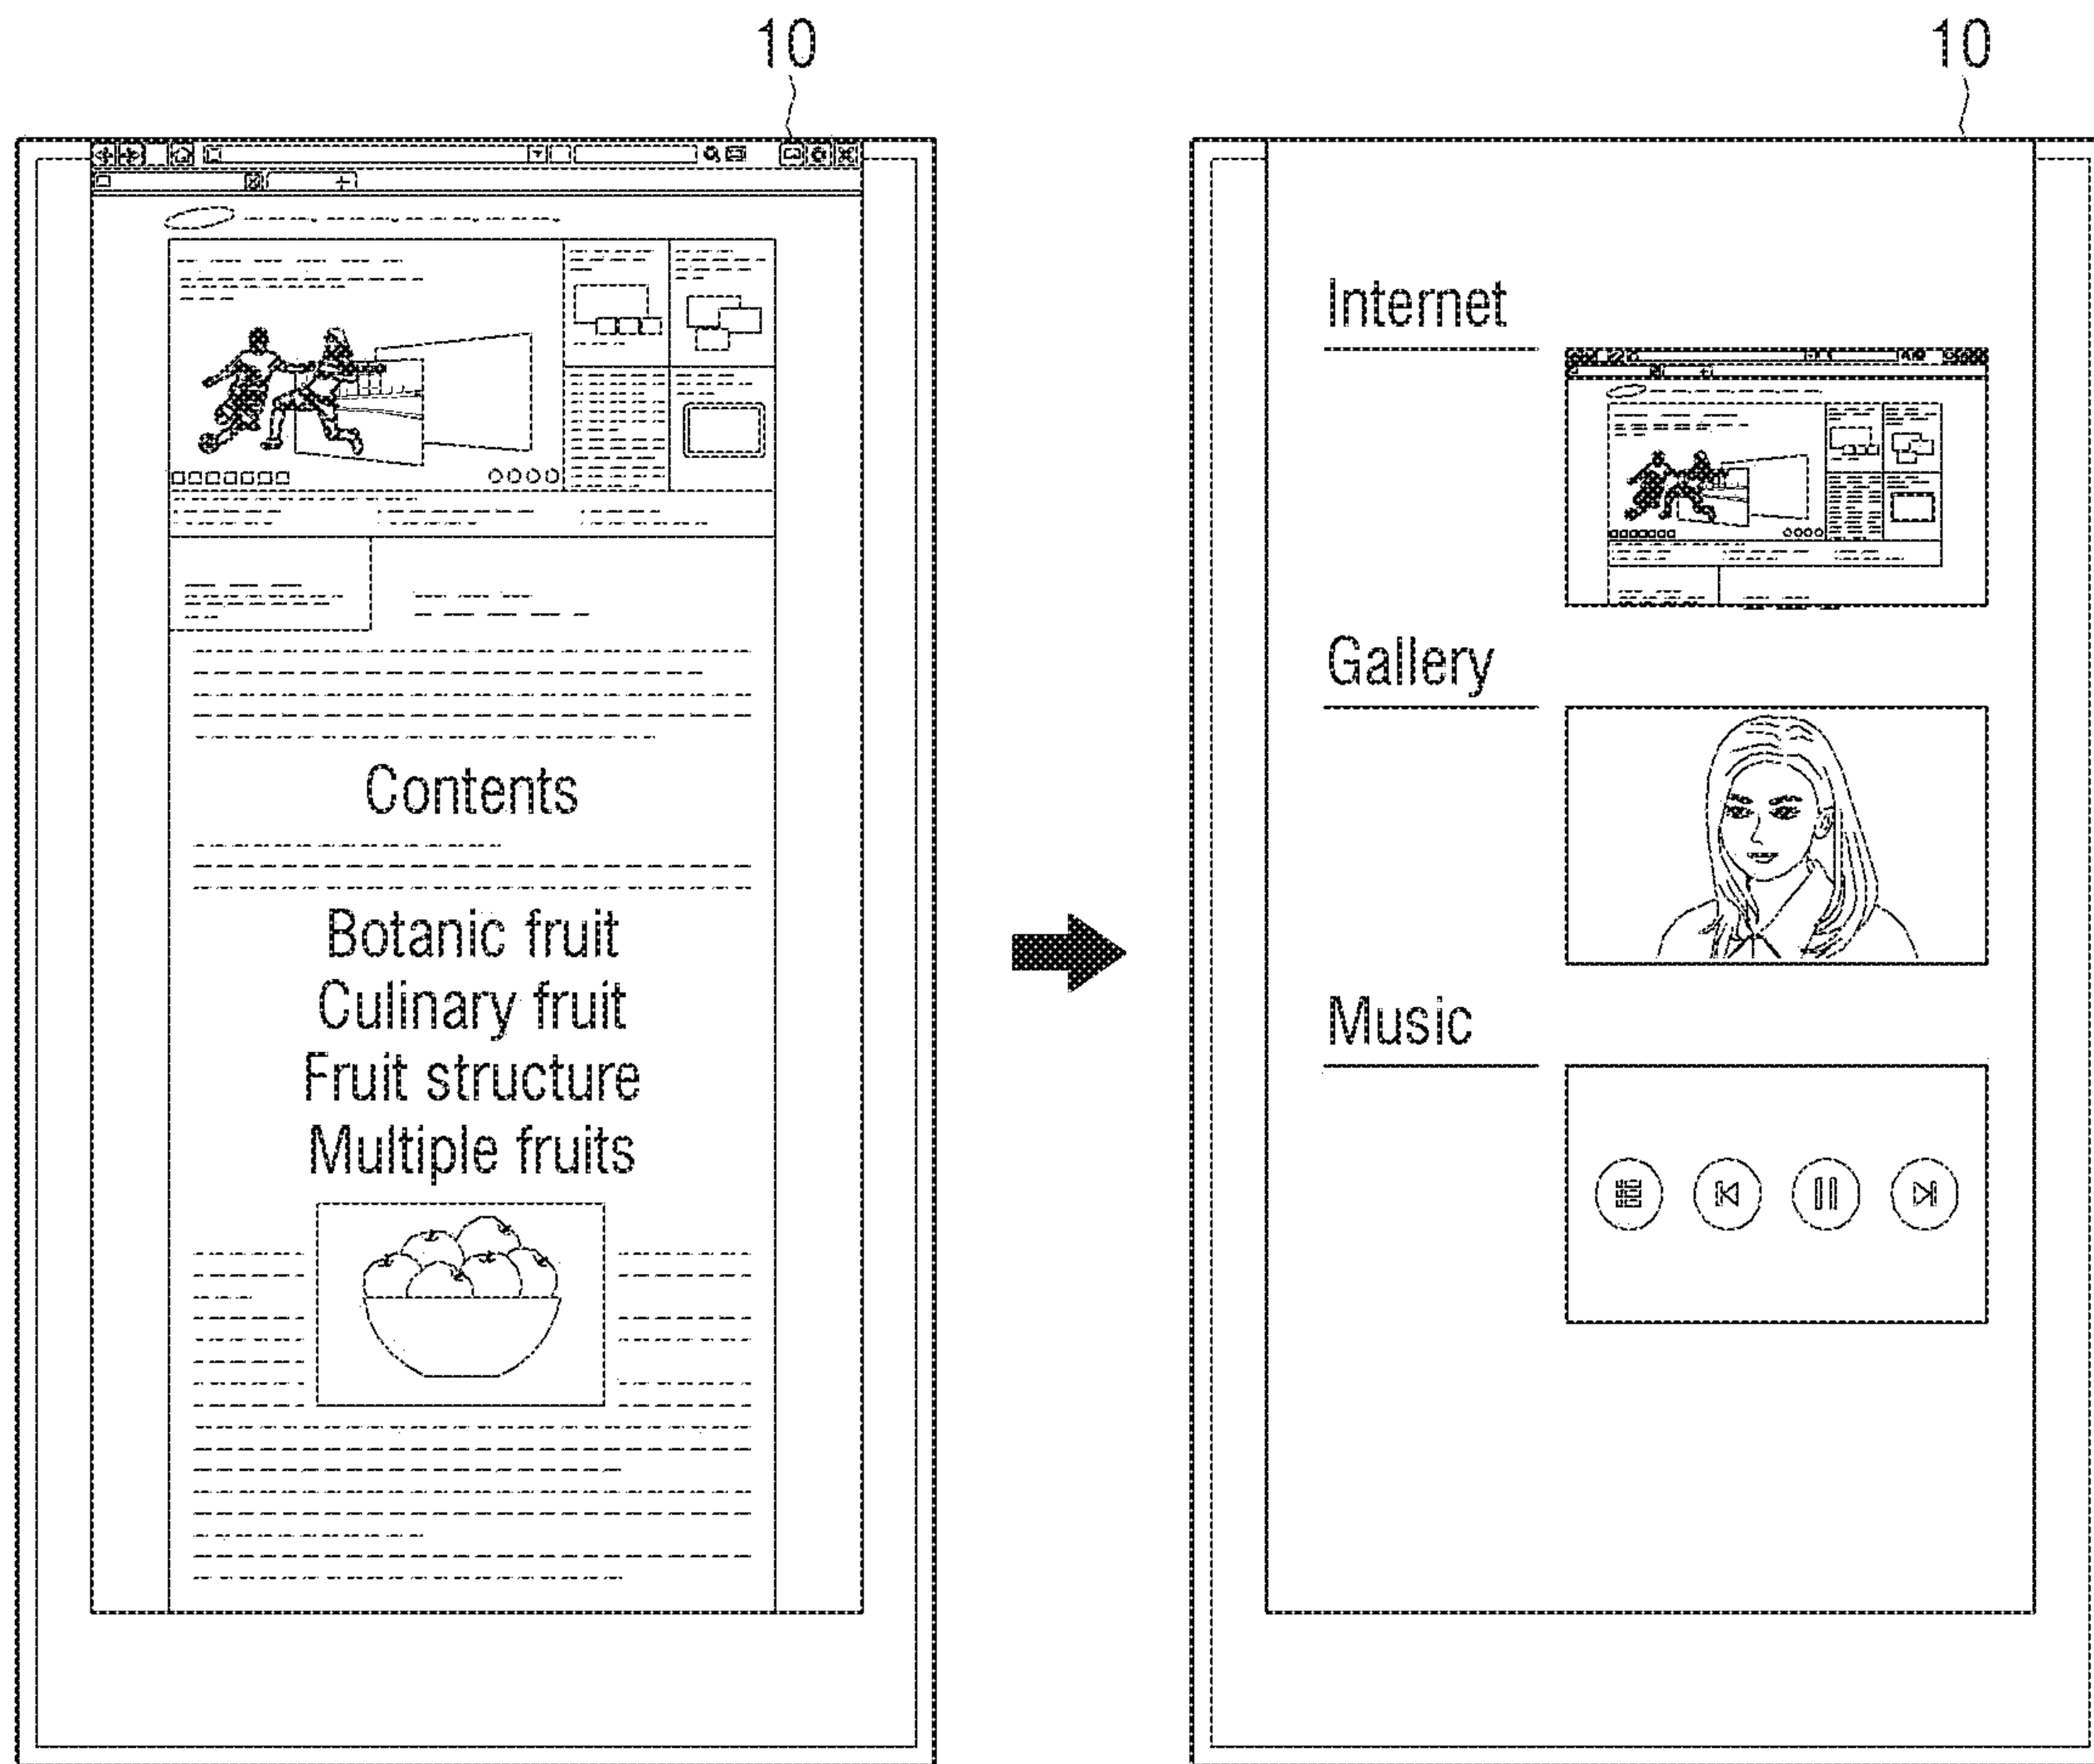 10
Contents
Botanic fruit
Culinary fruit
Fruit structure
Multiple fruits
10
Internet
Gallery
Music